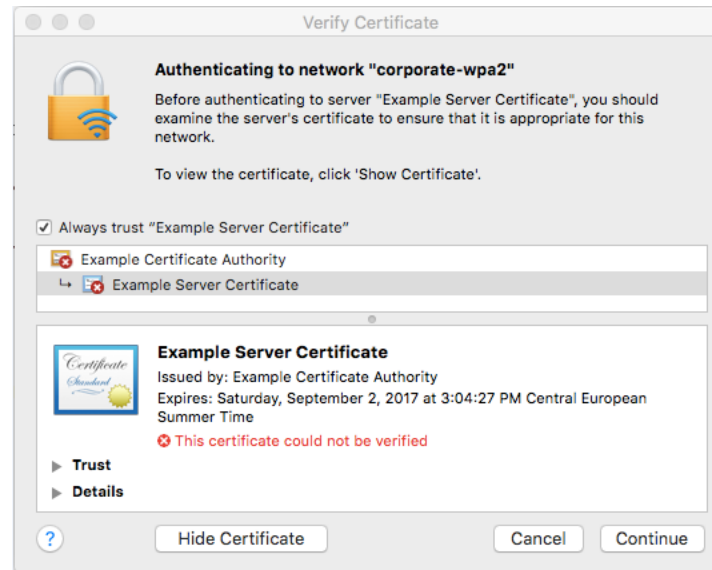 Verify Certificate
Authenticating to network "corporate-wpa2"
Before authenticating to server "Example Server Certificate", you should
examine the server's certificate to ensure that it is appropriate for this
network.
To view the certificate, click 'Show Certificate'.
Always trust “Example Server Certificate”
Example Certificate Authority
Example Server Certificate
Certificate
Standard
Example Server Certificate
Issued by: Example Certificate Authority
Expires: Saturday, September 2, 2017 at 3:04:27 PM Central European
Summer Time
This certificate could not be verified
Trust
Details
? Hide Certificate Cancel Continue